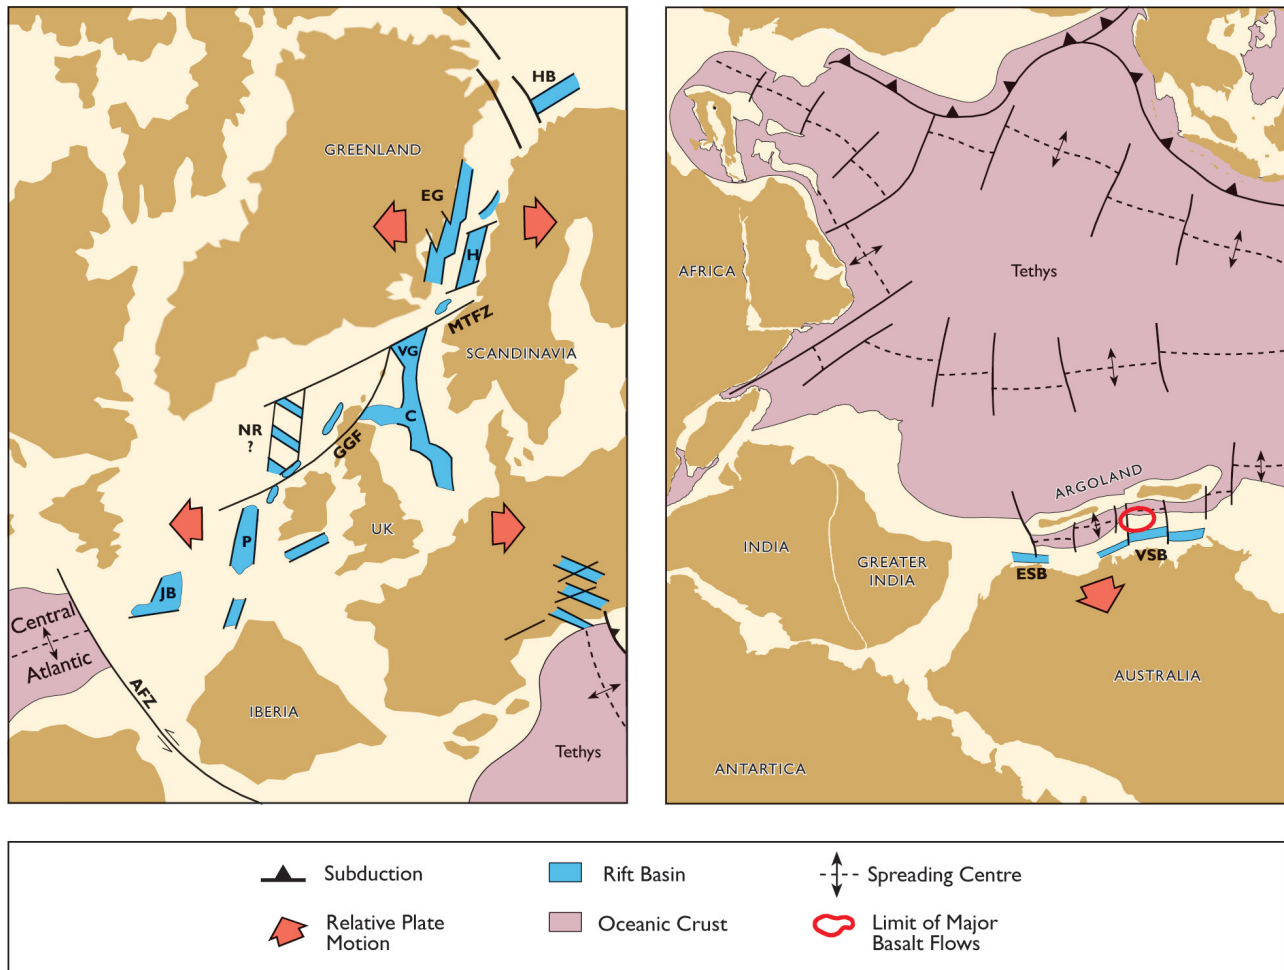 HB
GREENLAND
EG
H
MTFZ
SCANDINAVIA
VG
C
NR
?
GGF
UK
P
JB
Central
Atlantic
AFZ
IBERIA
Tethys
AFRICA
Tethys
ARGOLAND
INDIA
GREATER
INDIA
ESB
VSB
AUSTRALIA
ANTARTICA
Subduction
Rift Basin
Spreading Centre
Relative Plate
Motion
Oceanic Crust
Limit of Major
Basalt Flows